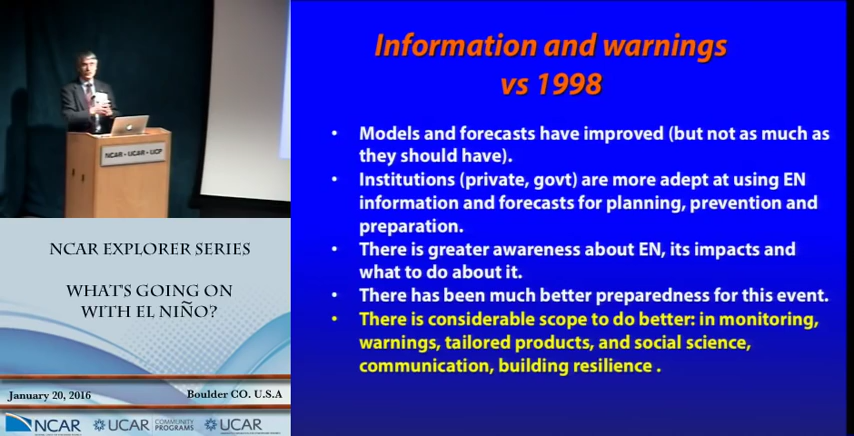 NCAR - UCAR - UCP
NCAR EXPLORER SERIES
WHAT'S GOING ON
WITH EL NIÑO?
January 20, 2016
Boulder CO. U.S.A
NCAR
UCAR
COMMUNITY
PROGRAMS
UCAR
Information and warnings
vs 1998
• Models and forecasts have improved (but not as much as
they should have).
• Institutions (private, govt) are more adept at using EN
information and forecasts for planning, prevention and
preparation.
• There is greater awareness about EN, its impacts and
what to do about it.
• There has been much better preparedness for this event.
• There is considerable scope to do better: in monitoring,
warnings, tailored products, and social science,
communication, building resilience .